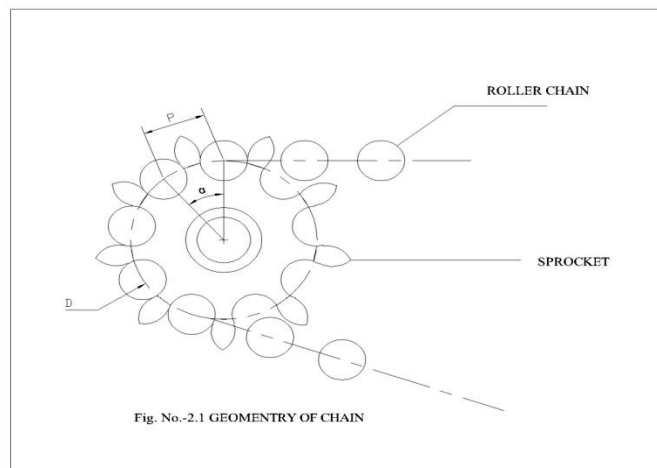 ROLLER CHAIN
P
α
SPROCKET
D
Fig. No.-2.1 GEOMENTRY OF CHAIN